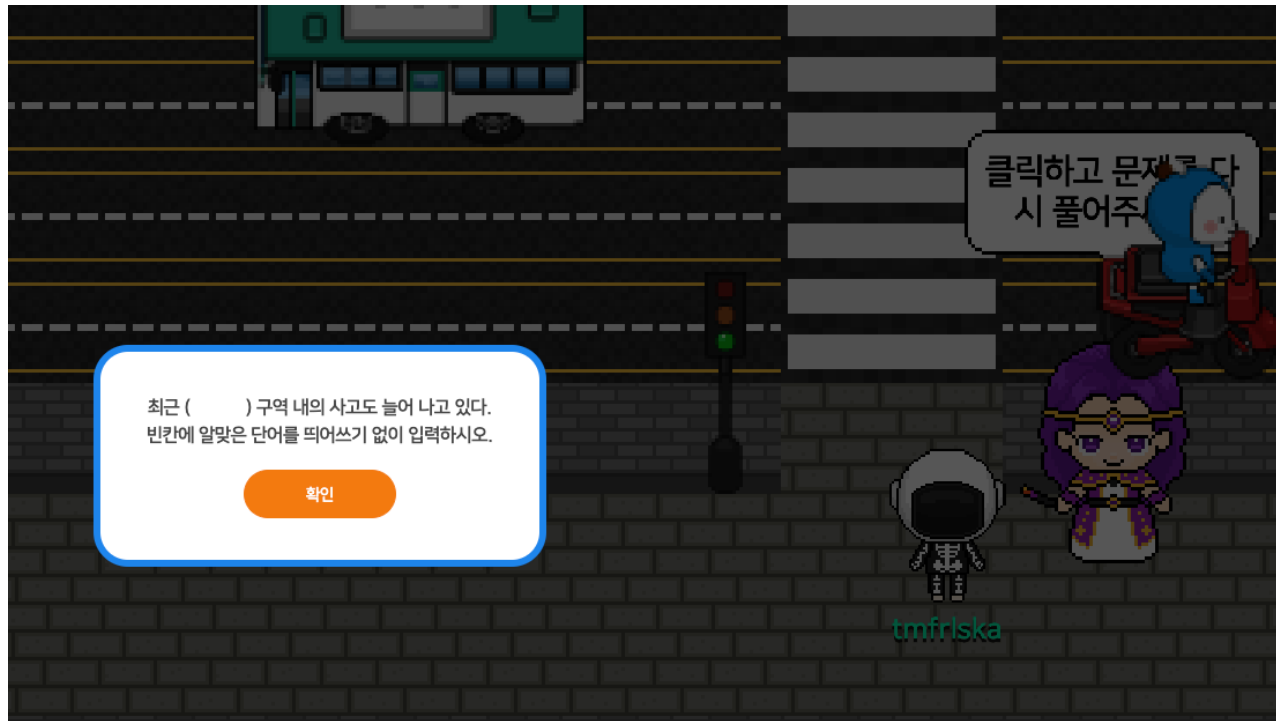 클릭하고 문제를 다
시 풀어주
최근 ( ) 구역 내의 사고도 늘어 나고 있다.
빈칸에 알맞은 단어를 띄어쓰기 없이 입력하시오.
확인
tmfrlska